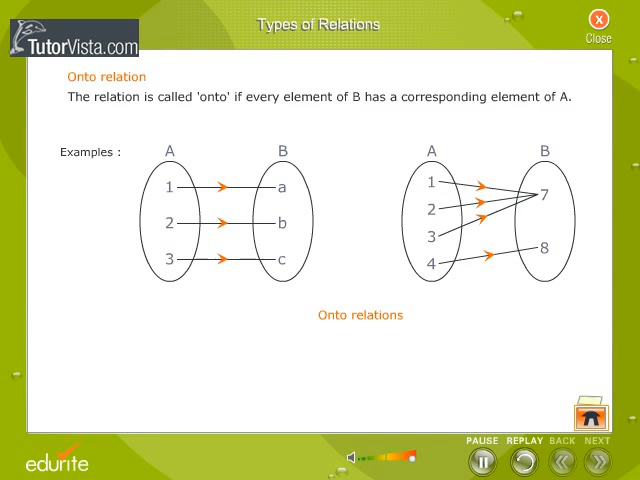 Types of Relations
Close
TutorVista.com
Onto relation
The relation is called 'onto' if every element of B has a corresponding element of A.
Examples :
A B
1 a
2 b
3 c
A B
1
2
3
4
7
8
Onto relations
PAUSE REPLAY BACK NEXT
edurite